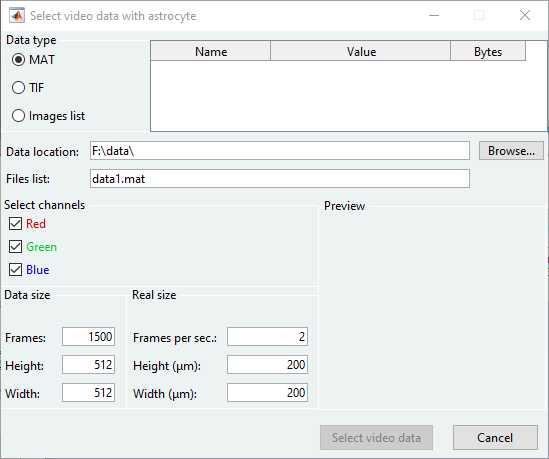 Select video data with astrocyte
Data type
MAT
TIF
Images list
Name Value Bytes
Data location: F:\data\ Browse...
Files list: data1.mat
Select channels
Red
Green
Blue
Preview
Data size
Frames: 1500
Height: 512
Width: 512
Real size
Frames per sec.: 2
Height (µm): 200
Width (µm): 200
Select video data Cancel